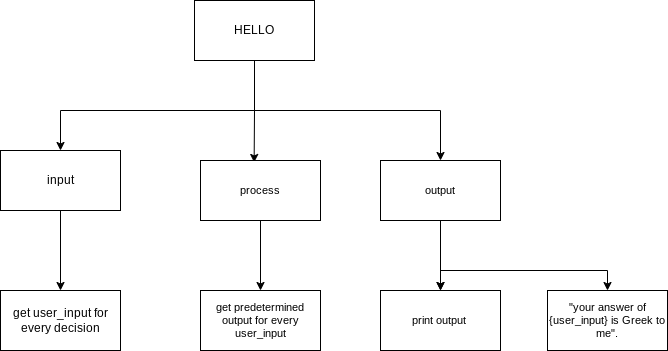 HELLO
input
process
output
get user_input for
every decision
get predetermined
output for every
user_input
print output
"your answer of
{user_input} is Greek to
me".